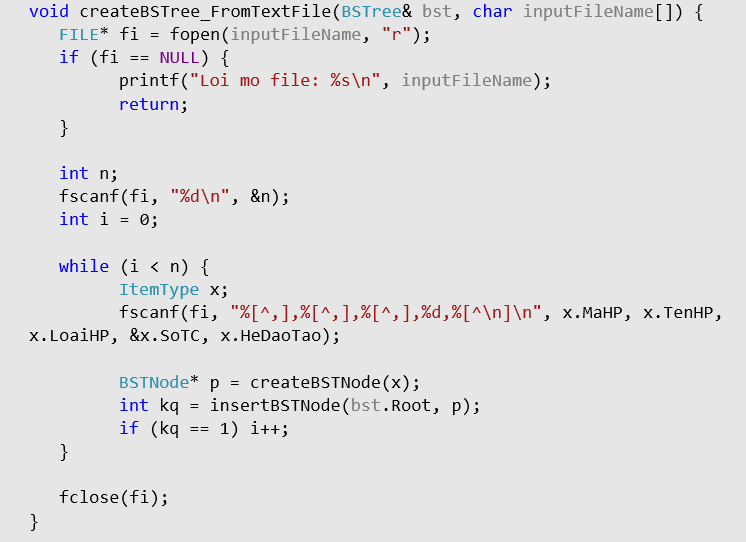 void createBSTree_FromTextFile(BSTree& bst, char inputFileName[]) {
FILE* fi = fopen(inputFileName, "r");
if (fi == NULL) {
printf("Loi mo file: %s\n", inputFileName);
return;
}
int n;
fscanf(fi, "%d\n", &n);
int i = 0;
while (i < n) {
ItemType x;
fscanf(fi, "%[^,],%[^,],%[^,],%d,%[^\n]\n", x.MaHP, x.TenHP,
x.LoaiHP, &x.SoTC, x.HeDaoTao);
BSTNode* p = createBSTNode(x);
int kq = insertBSTNode(bst.Root, p);
if (kq == 1) i++;
}
fclose(fi);
}